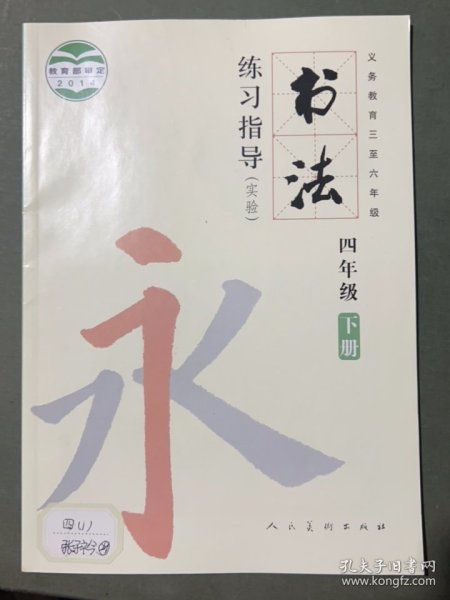 义务教育三至六年级
书法
练习指导(实验)
四年级
下册
教育部审定
2014
永
人民美术出版社
四(1)
孔夫子旧书网
www.kongfz.com